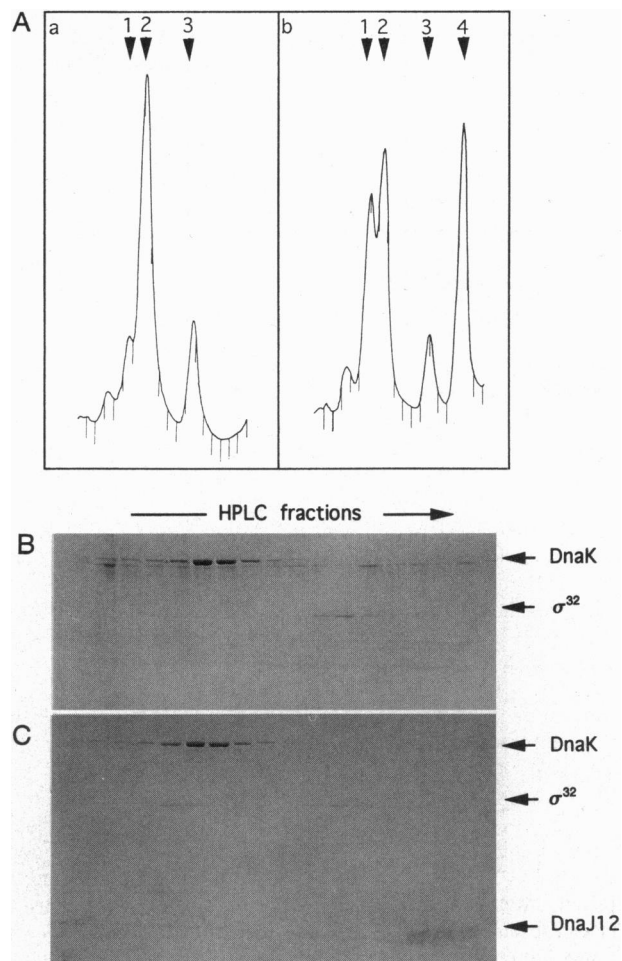 A
a
1 2 3
b
1 2 3 4
HPLC fractions
B
DnaK
σ³²
C
DnaK
σ³²
DnaJ12